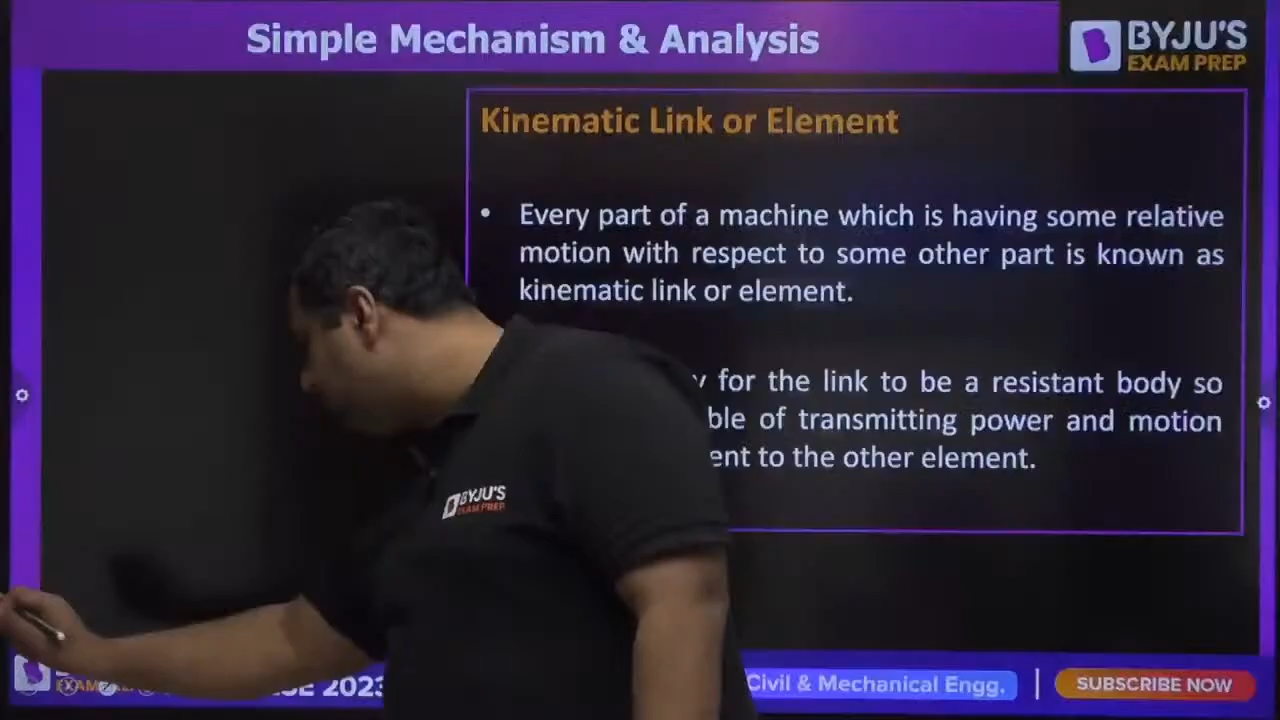 Simple Mechanism & Analysis
BYJU'S
EXAM PREP
Kinematic Link or Element
• Every part of a machine which is having some relative
motion with respect to some other part is known as
kinematic link or element.
for the link to be a resistant body so
of transmitting power and motion
to the other element.
BYJU'S
EXAM PREP
2023
Civil & Mechanical Engg.
SUBSCRIBE NOW